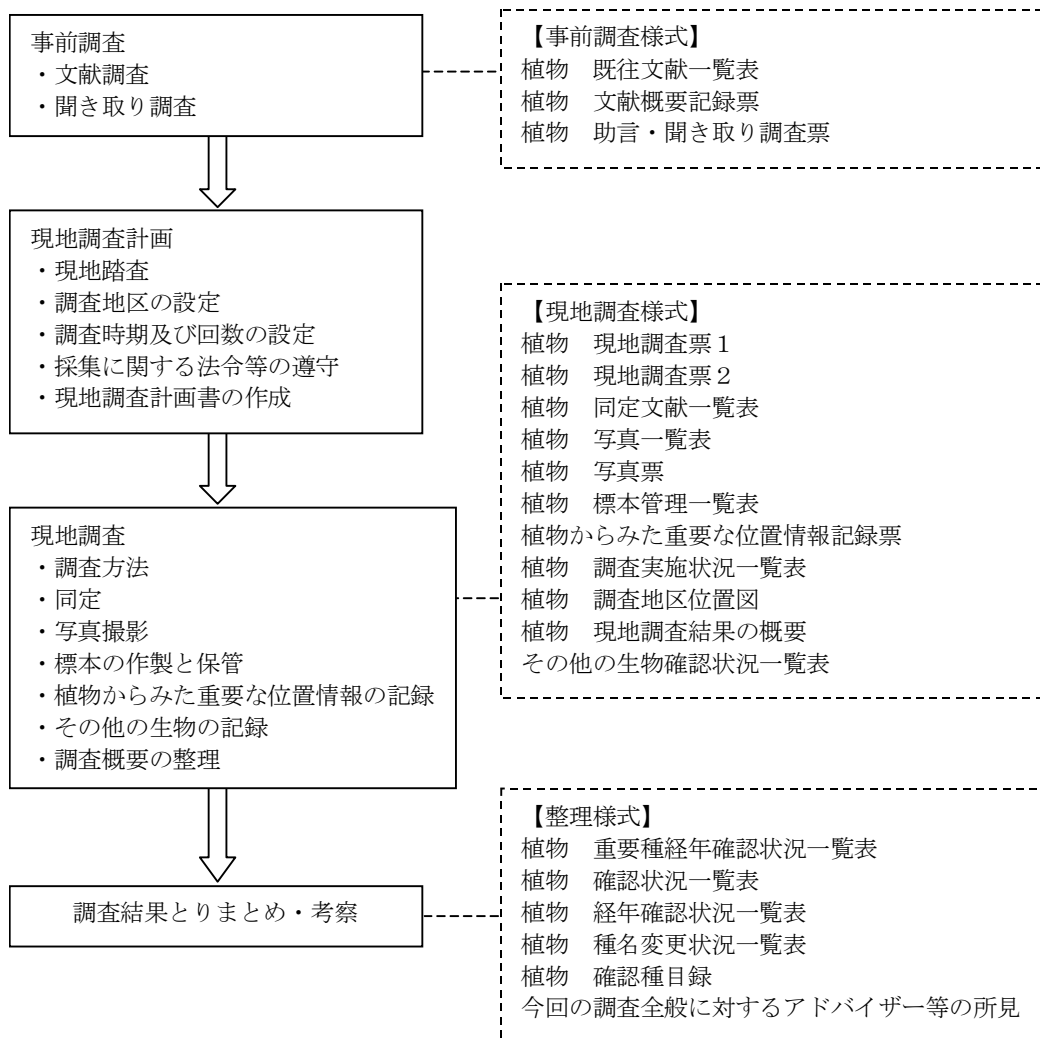 事前調査
・文献調査
・聞き取り調査
【事前調査様式】
植物　既往文献一覧表
植物　文献概要記録票
植物　助言・聞き取り調査票
現地調査計画
・現地踏査
・調査地区の設定
・調査時期及び回数の設定
・採集に関する法令等の遵守
・現地調査計画書の作成
現地調査
・調査方法
・同定
・写真撮影
・標本の作製と保管
・植物からみた重要な位置情報の記録
・その他の生物の記録
・調査概要の整理
【現地調査様式】
植物　現地調査票１
植物　現地調査票２
植物　同定文献一覧表
植物　写真一覧表
植物　写真票
植物　標本管理一覧表
植物からみた重要な位置情報記録票
植物　調査実施状況一覧表
植物　調査地区位置図
植物　現地調査結果の概要
その他の生物確認状況一覧表
調査結果とりまとめ・考察
【整理様式】
植物　重要種経年確認状況一覧表
植物　確認状況一覧表
植物　経年確認状況一覧表
植物　種名変更状況一覧表
植物　確認種目録
今回の調査全般に対するアドバイザー等の所見